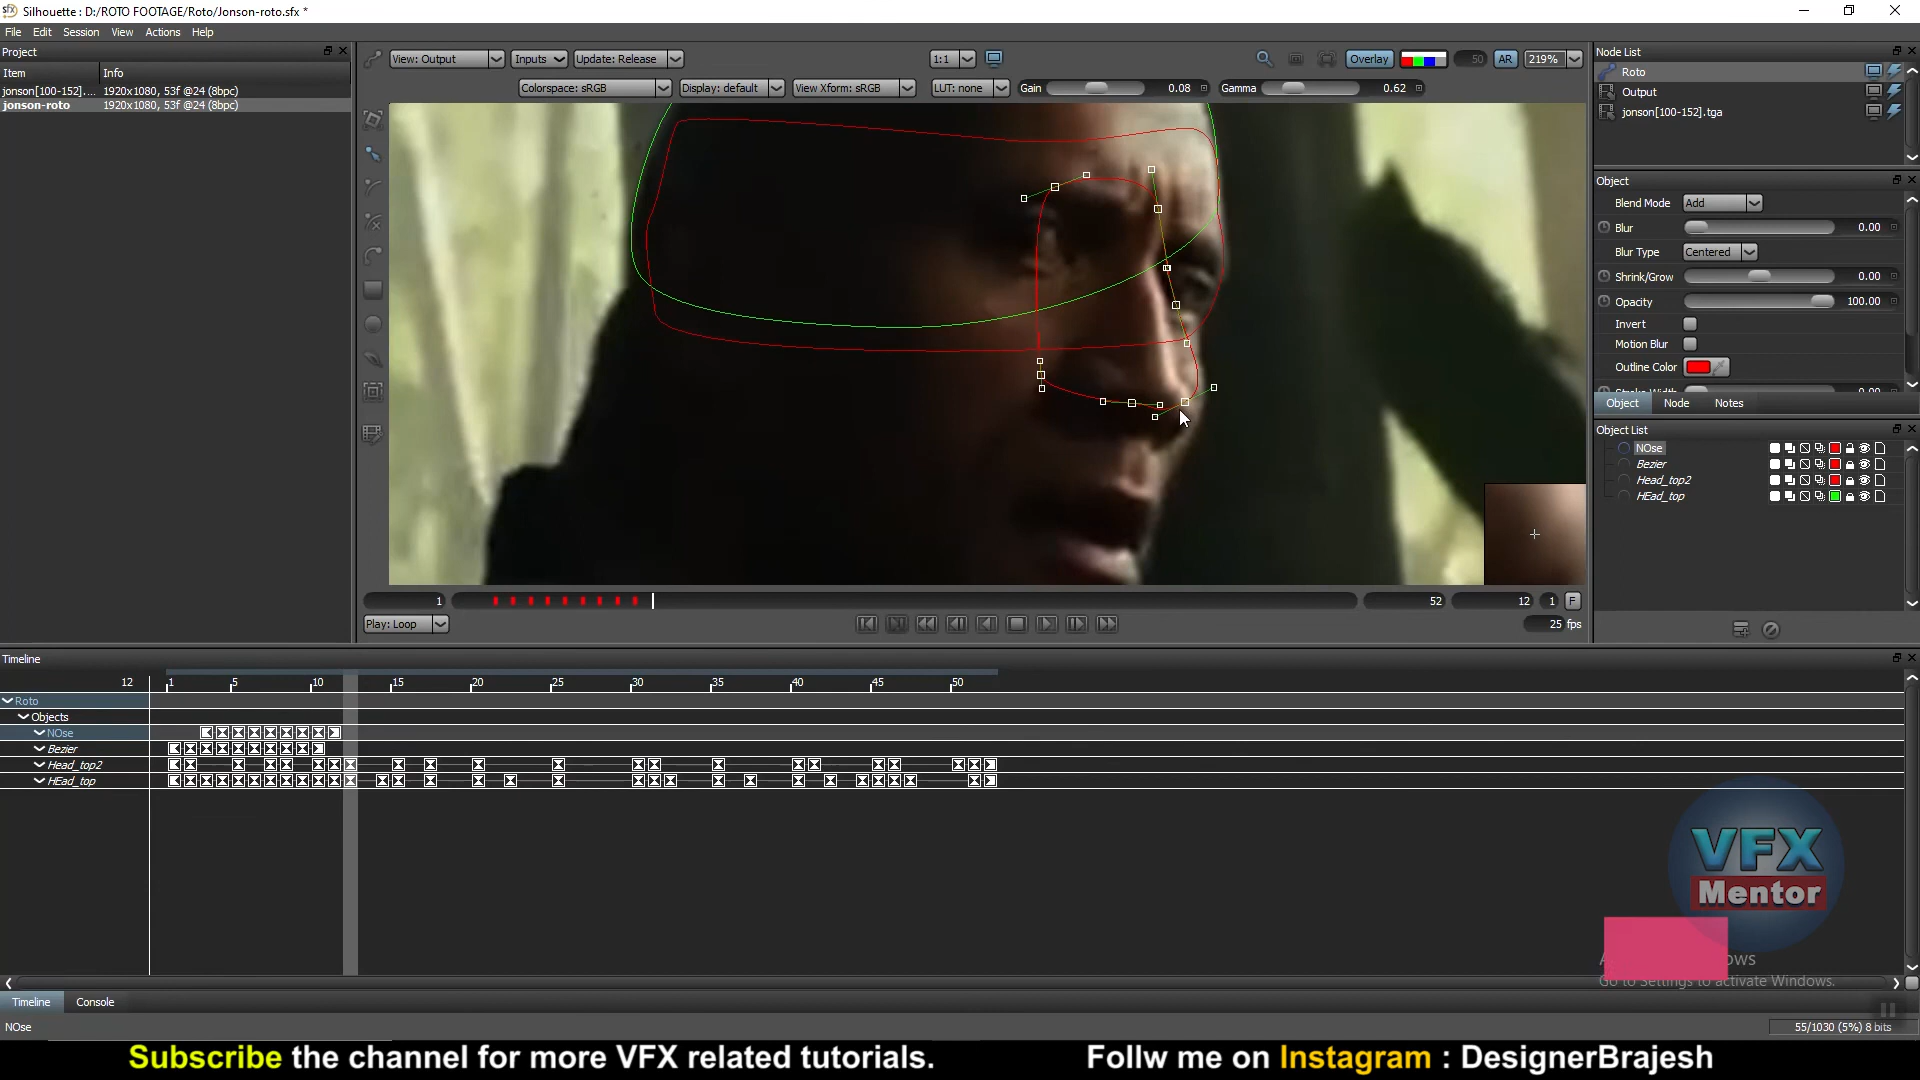 Silhouette : D:/ROTO FOOTAGE/Roto/Jonson-roto.sfx *
File Edit Session View Actions Help
Project
Item Info
jonson[100-152].... 1920x1080, 53f @24 (8bpc)
jonson-roto 1920x1080, 53f @24 (8bpc)
View: Output Inputs Update: Release 1:1 Overlay 50 AR 219%
Colorspace: sRGB Display: default View Xform: sRGB LUT: none Gain 0.08 Gamma 0.62
Node List
Roto
Output
jonson[100-152].tga
Object
Blend Mode Add
Blur 0.00
Blur Type Centered
Shrink/Grow 0.00
Opacity 100.00
Invert
Motion Blur
Outline Color
Stroke Width 0.00
Object Node Notes
Object List
NOse
Bezier
Head_top2
HEad_top
1 52 12 1 F
Play: Loop 25 fps
Timeline
12 1 5 10 15 20 25 30 35 40 45 50
Roto
Objects
NOse
Bezier
Head_top2
HEad_top
VFX
Mentor
Go to Settings to activate Windows.
Timeline Console
NOse 55/1030 (5%) 8 bits
Subscribe the channel for more VFX related tutorials. Follw me on Instagram : DesignerBrajesh